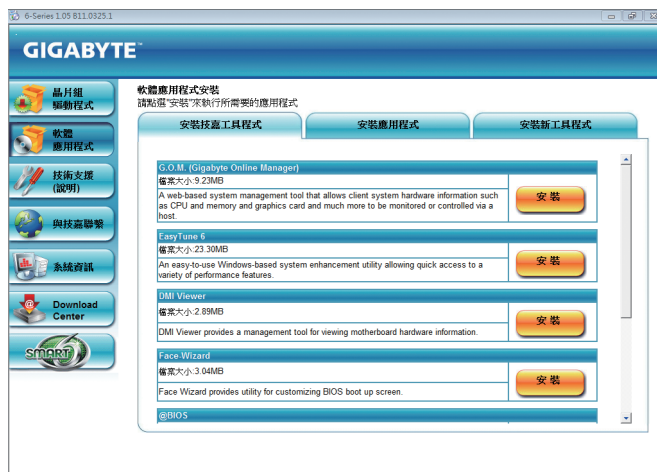 6-Series 1.05 B11.0325.1
GIGABYTE™
晶片組
驅動程式
軟體
應用程式
技術支援
(說明)
與技嘉聯繫
系統資訊
Download
Center
SMART
軟體應用程式安裝
請點選"安裝"來執行所需要的應用程式
安裝技嘉工具程式
安裝應用程式
安裝新工具程式
G.O.M. (Gigabyte Online Manager)
檔案大小:9.23MB
A web-based system management tool that allows client system hardware information such
as CPU and memory and graphics card and much more to be monitored or controlled via a
host.
安裝
EasyTune 6
檔案大小:23.30MB
An easy-to-use Windows-based system enhancement utility allowing quick access to a
variety of performance features.
安裝
DMI Viewer
檔案大小:2.89MB
DMI Viewer provides a management tool for viewing motherboard hardware information.
安裝
Face-Wizard
檔案大小:3.04MB
Face Wizard provides utility for customizing BIOS boot up screen.
安裝
@BIOS